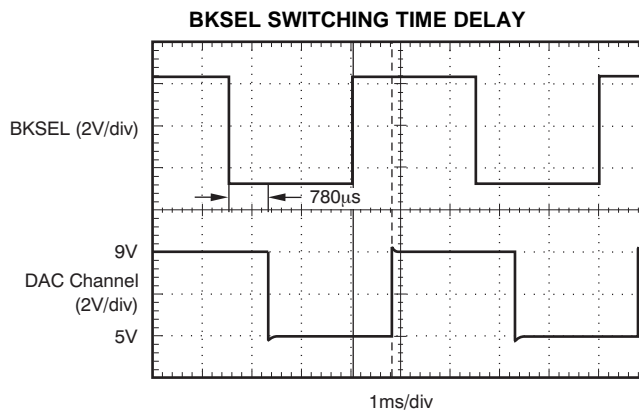 BKSEL SWITCHING TIME DELAY
BKSEL (2V/div)
780μs
9V
DAC Channel
(2V/div)
5V
1ms/div